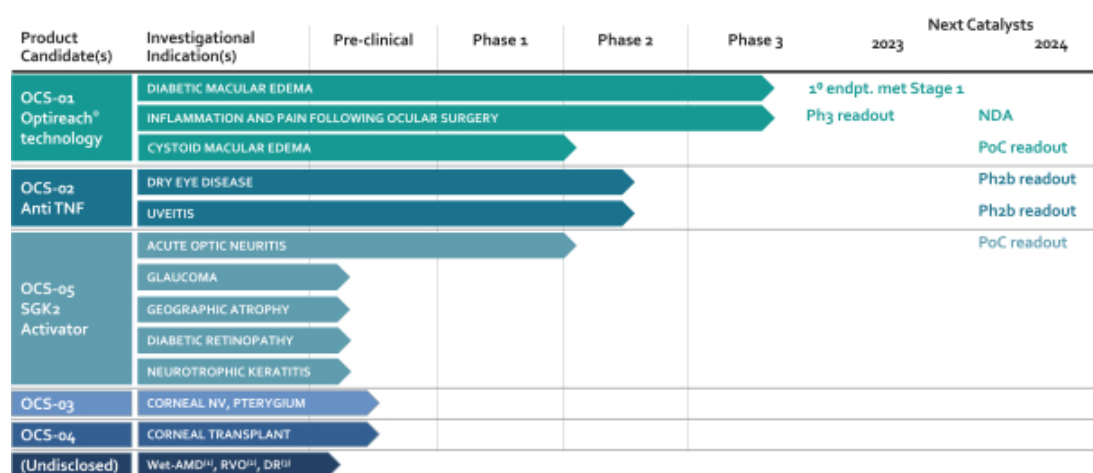 Next Catalysts
Product Candidate(s)
Investigational Indication(s)
Pre-clinical
Phase 1
Phase 2
Phase 3
2023
2024
OCS-01
Optireach®
technology
DIABETIC MACULAR EDEMA
1º endpt. met Stage 1
INFLAMMATION AND PAIN FOLLOWING OCULAR SURGERY
Ph3 readout
NDA
CYSTOID MACULAR EDEMA
PoC readout
OCS-02
Anti TNF
DRY EYE DISEASE
Ph2b readout
UVEITIS
Ph2b readout
OCS-05
SGK2
Activator
ACUTE OPTIC NEURITIS
PoC readout
GLAUCOMA
GEOGRAPHIC ATROPHY
DIABETIC RETINOPATHY
NEUROTROPHIC KERATITIS
OCS-03
CORNEAL NV, PTERYGIUM
OCS-04
CORNEAL TRANSPLANT
(Undisclosed)
Wet-AMD, RVO, DR